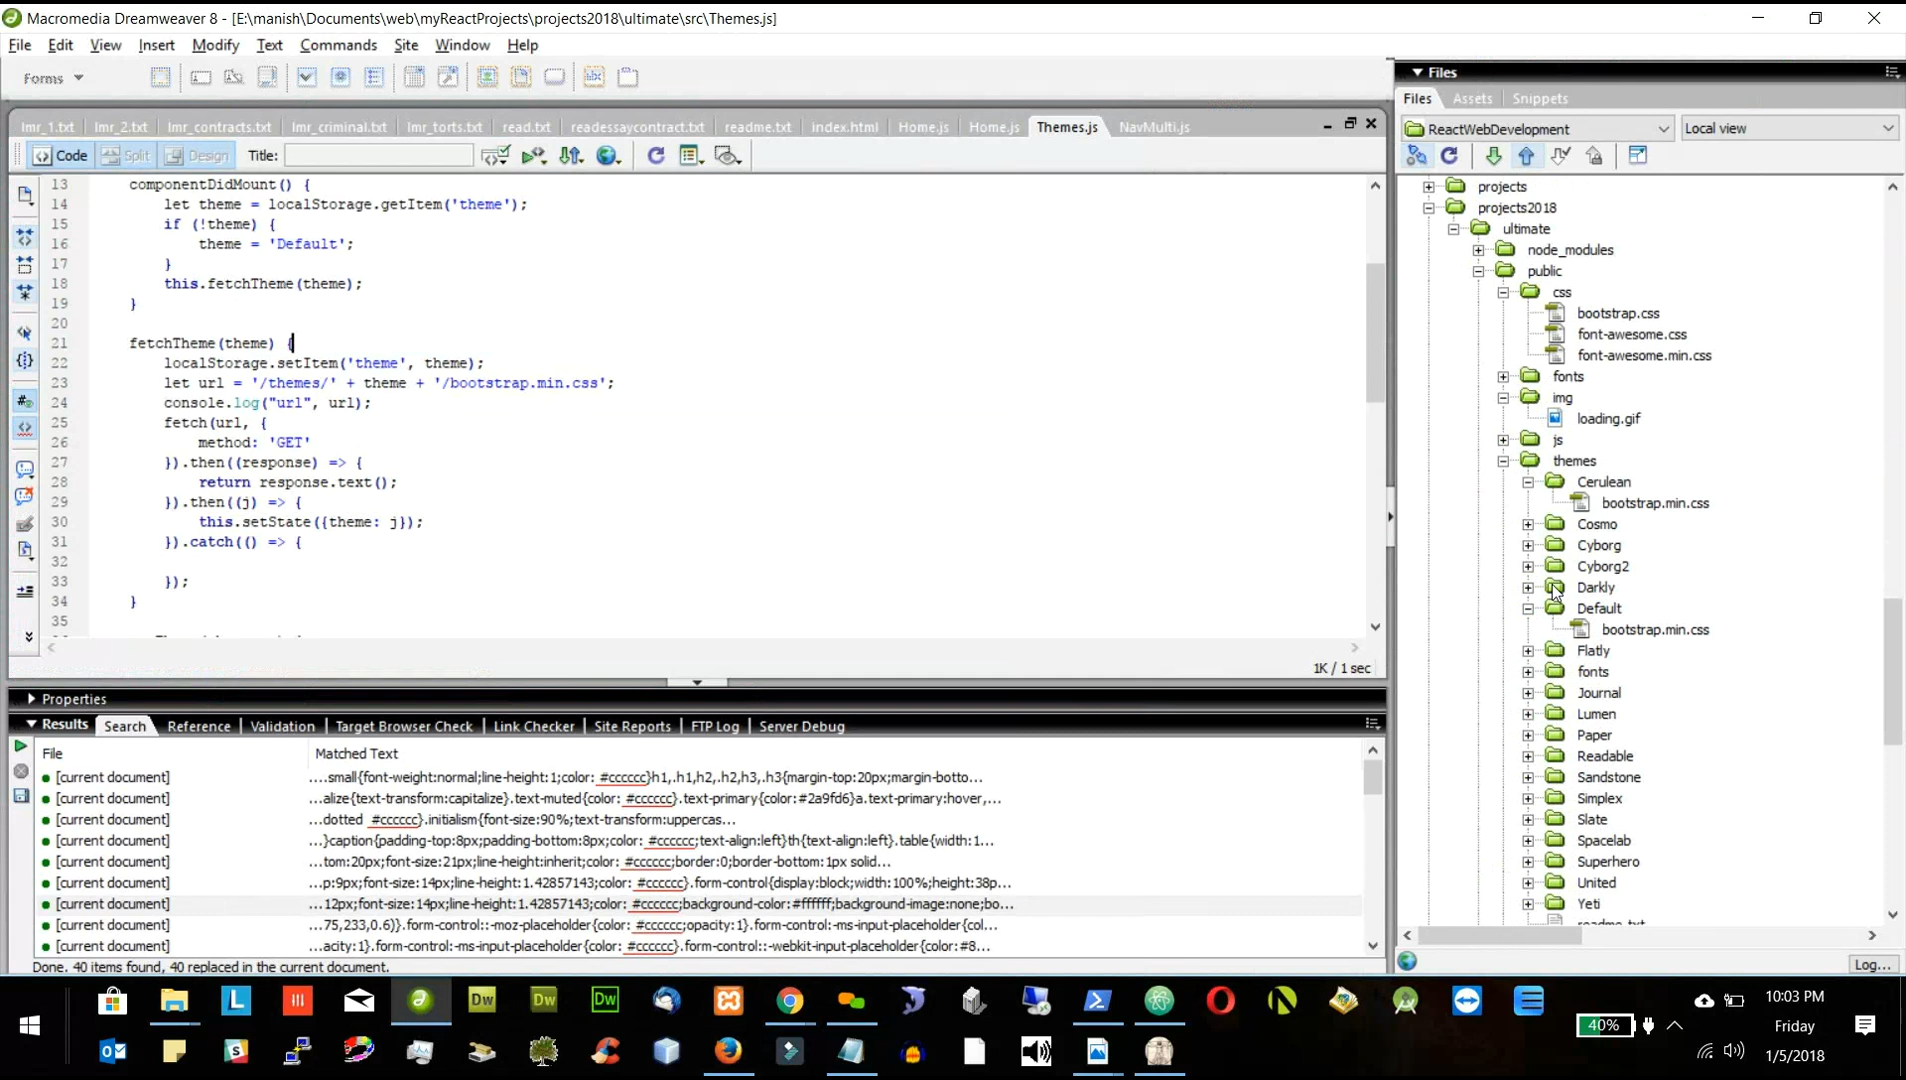 Macromedia Dreamweaver 8 - [E:\manish\Documents\web\myReactProjects\projects2018\ultimate\src\Themes.js]
File Edit View Insert Modify Text Commands Site Window Help
Forms
lmr_1.txt lmr_2.txt lmr_contracts.txt lmr_criminal.txt lmr_torts.txt read.txt readessaycontract.txt readme.txt index.html Home.js Home.js Themes.js NavMulti.js
Code Split Design Title:
13 componentDidMount() {
14 let theme = localStorage.getItem('theme');
15 if (!theme) {
16 theme = 'Default';
17 }
18 this.fetchTheme(theme);
19 }
20
21 fetchTheme(theme) {
22 localStorage.setItem('theme', theme);
23 let url = '/themes/' + theme + '/bootstrap.min.css';
24 console.log("url", url);
25 fetch(url, {
26 method: 'GET'
27 }).then((response) => {
28 return response.text();
29 }).then((j) => {
30 this.setState({theme: j});
31 }).catch(() => {
32
33 });
34 }
35
1K / 1 sec
Properties
Results Search Reference Validation Target Browser Check Link Checker Site Reports FTP Log Server Debug
File Matched Text
[current document] ....small{font-weight:normal;line-height:1;color: #cccccc}h1,.h1,h2,.h2,h3,.h3{margin-top:20px;margin-botto...
[current document] ...alize{text-transform:capitalize}.text-muted{color: #cccccc}.text-primary{color:#2a9fd6}a.text-primary:hover,...
[current document] ...dotted #cccccc}.initialism{font-size:90%;text-transform:uppercas...
[current document] ...}caption{padding-top:8px;padding-bottom:8px;color: #cccccc;text-align:left}th{text-align:left}.table{width:1...
[current document] ...tom:20px;font-size:21px;line-height:inherit;color: #cccccc;border:0;border-bottom:1px solid...
[current document] ...p:9px;font-size:14px;line-height:1.42857143;color: #cccccc}.form-control{display:block;width:100%;height:38p...
[current document] ... 12px;font-size:14px;line-height:1.42857143;color: #cccccc;background-color:#ffffff;background-image:none;bo...
[current document] ...75,233,0.6)}.form-control::-moz-placeholder{color: #cccccc;opacity:1}.form-control:-ms-input-placeholder{col...
[current document] ...acity:1}.form-control:-ms-input-placeholder{color: #cccccc}.form-control::-webkit-input-placeholder{color:#8...
Done. 40 items found, 40 replaced in the current document.
Files
Files Assets Snippets
ReactWebDevelopment Local view
projects
projects2018
ultimate
node_modules
public
css
bootstrap.css
font-awesome.css
font-awesome.min.css
fonts
img
loading.gif
js
themes
Cerulean
bootstrap.min.css
Cosmo
Cyborg
Cyborg2
Darkly
Default
bootstrap.min.css
Flatly
fonts
Journal
Lumen
Paper
Readable
Sandstone
Simplex
Slate
Spacelab
Superhero
United
Yeti
readme.txt
Log...
L Dw Dw Dw
40%
10:03 PM
Friday
1/5/2018